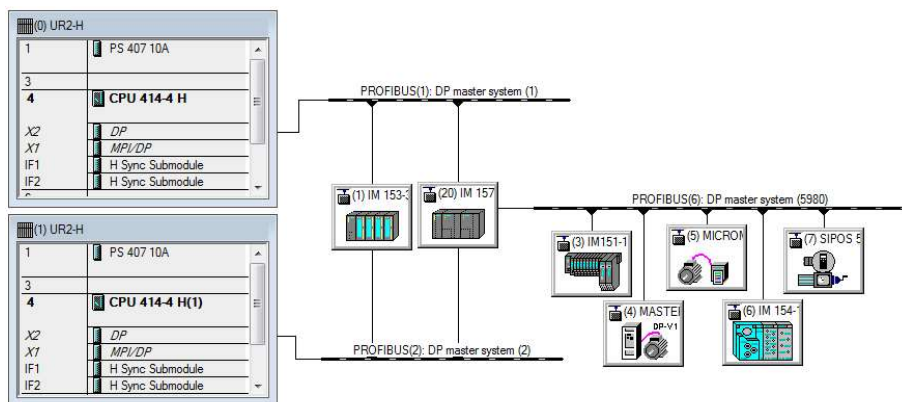 (0) UR2-H
1 PS 407 10A
3
4 CPU 414-4 H
X2 DP
X1 MPI/DP
IF1 H Sync Submodule
IF2 H Sync Submodule
(1) UR2-H
1 PS 407 10A
3
4 CPU 414-4 H(1)
X2 DP
X1 MPI/DP
IF1 H Sync Submodule
IF2 H Sync Submodule
PROFIBUS(1): DP master system (1)
(1) IM 153-
(20) IM 157
PROFIBUS(2): DP master system (2)
PROFIBUS(6): DP master system (5980)
(3) IM151-1
(5) MICROM
(7) SIPOS 5
(4) MASTE
DP-V1
(6) IM 154-